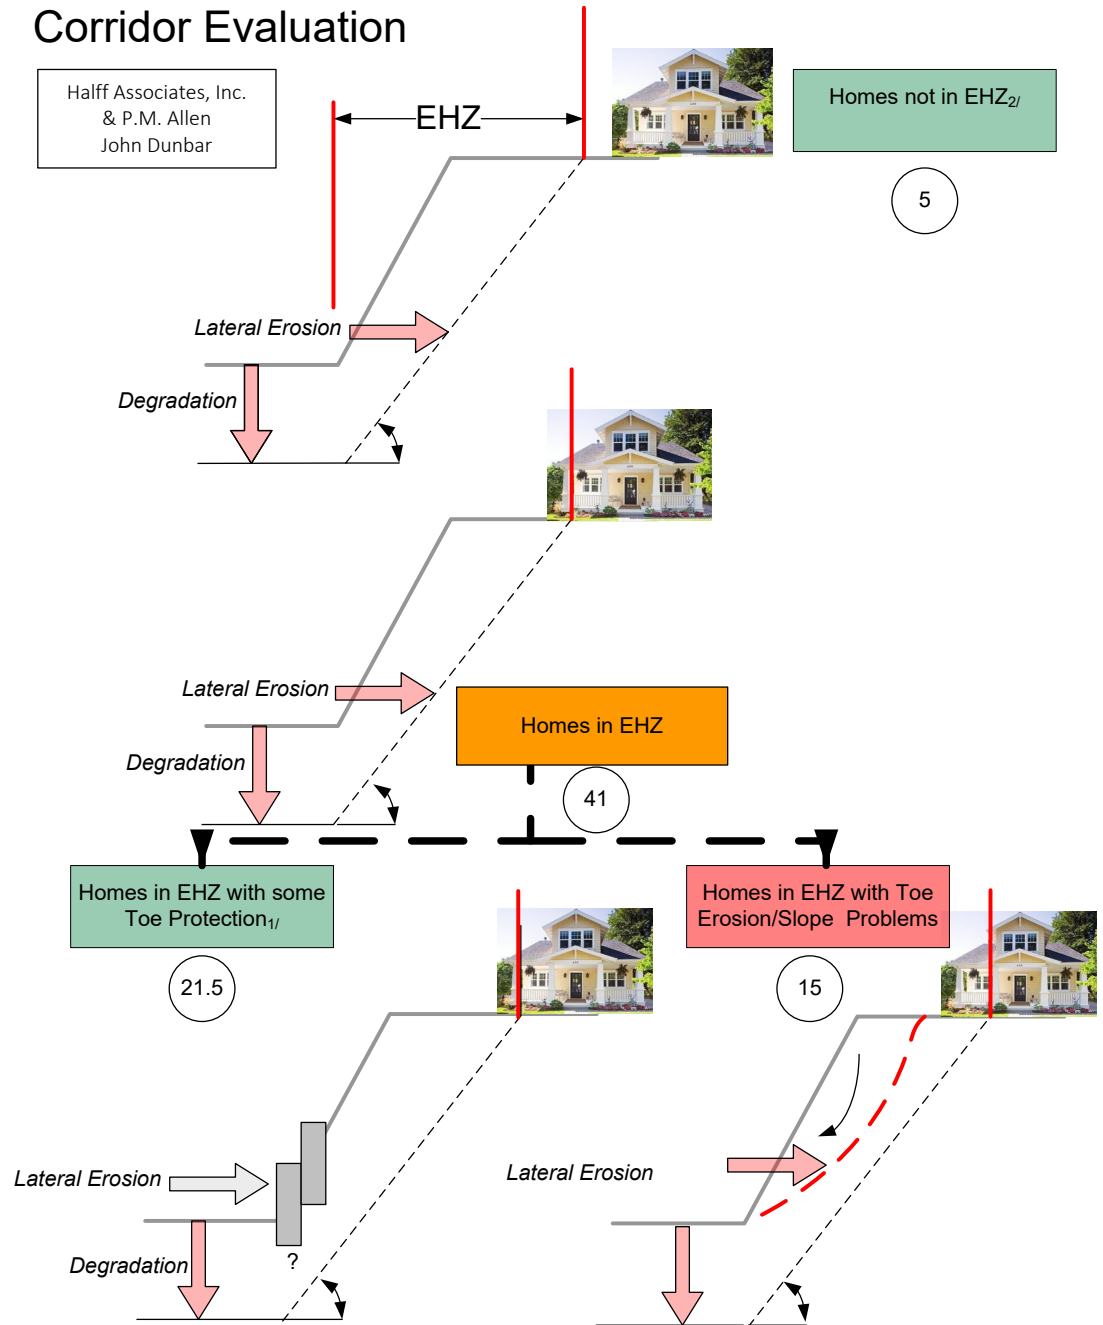 Corridor Evaluation
Halff Associates, Inc.
& P.M. Allen
John Dunbar
EHZ
Homes not in EHZ2/
5
Lateral Erosion
Degradation
Lateral Erosion
Homes in EHZ
Degradation
41
Homes in EHZ with some
Toe Protection1/
Homes in EHZ with Toe
Erosion/Slope Problems
21.5
15
Lateral Erosion
Lateral Erosion
?
Degradation